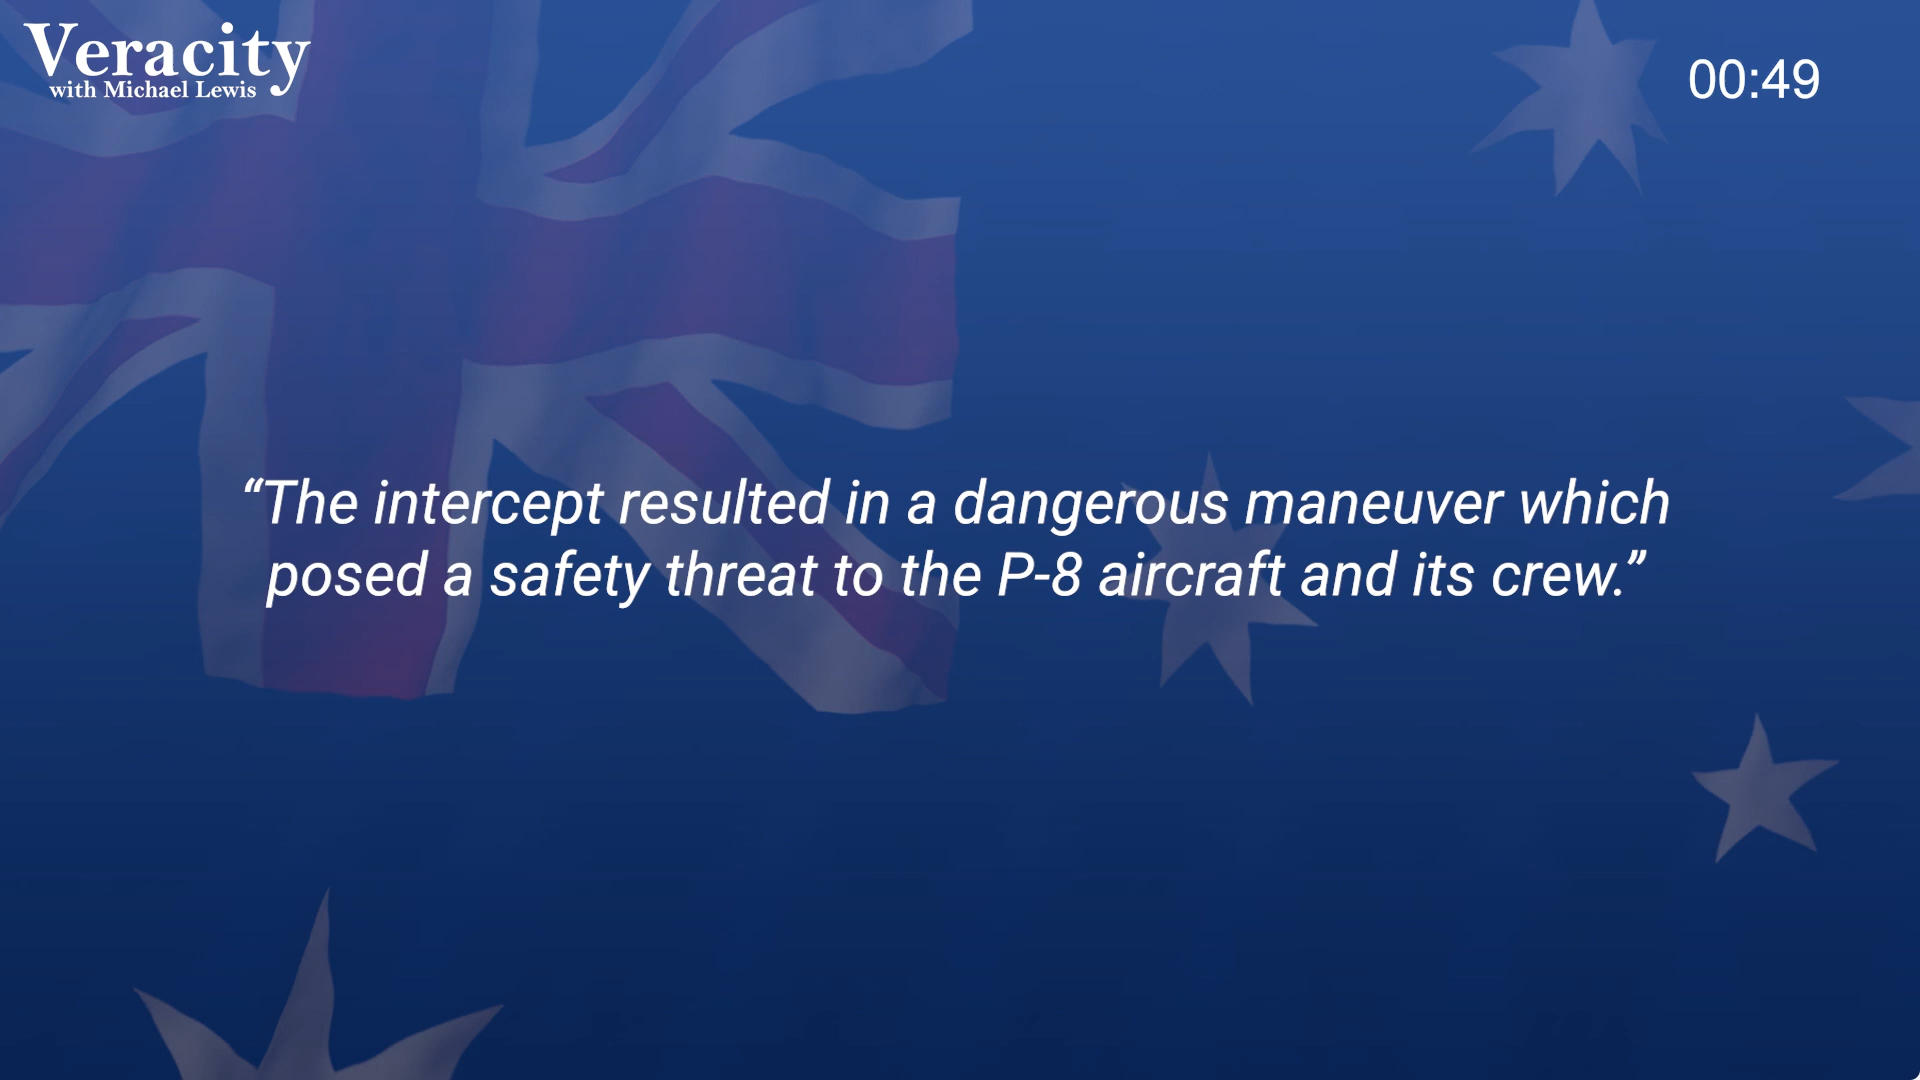 Veracity
with Michael Lewis
00:49
“The intercept resulted in a dangerous maneuver which
posed a safety threat to the P-8 aircraft and its crew.”